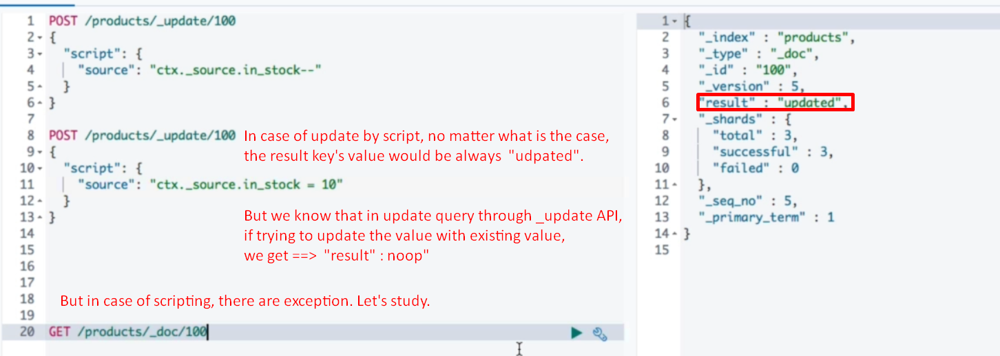 1 POST /products/_update/100
2 {
3 "script": {
4 "source": "ctx._source.in_stock--"
5 }
6 }
7
8 POST /products/_update/100
9 {
10 "script": {
11 "source": "ctx._source.in_stock = 10"
12 }
13 }
14
15
16
17
18
19
20 GET /products/_doc/100
In case of update by script, no matter what is the case,
the result key's value would be always "udpated".
But we know that in update query through _update API,
if trying to update the value with existing value,
we get ==> "result" : noop"
But in case of scripting, there are exception. Let's study.
1 {
2 "_index" : "products",
3 "_type" : "_doc",
4 "_id" : "100",
5 "_version" : 5,
6 "result" : "updated",
7 "_shards" : {
8 "total" : 3,
9 "successful" : 3,
10 "failed" : 0
11 },
12 "_seq_no" : 5,
13 "_primary_term" : 1
14 }
15